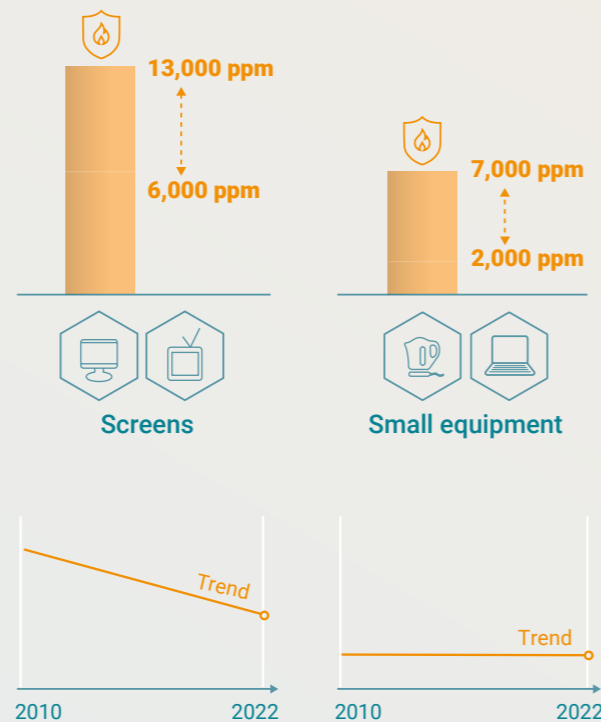 13,000 ppm
6,000 ppm
Screens
7,000 ppm
2,000 ppm
Small equipment
Trend
2010 2022
Trend
2010 2022